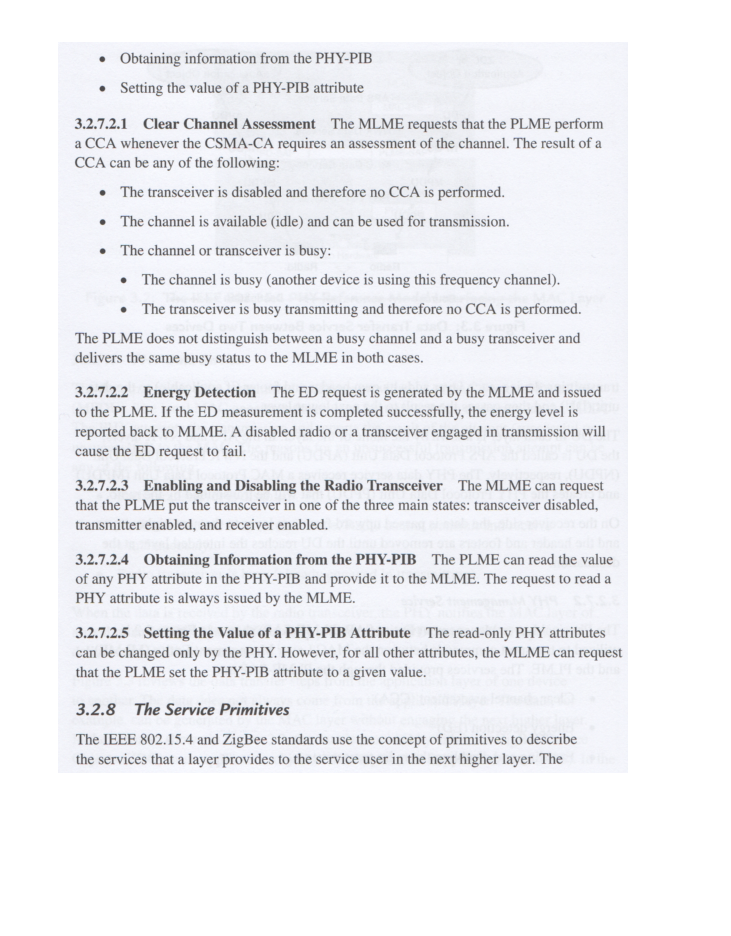 • Obtaining information from the PHY-PIB
• Setting the value of a PHY-PIB attribute
3.2.7.2.1 Clear Channel Assessment The MLME requests that the PLME perform
a CCA whenever the CSMA-CA requires an assessment of the channel. The result of a
CCA can be any of the following:
• The transceiver is disabled and therefore no CCA is performed.
• The channel is available (idle) and can be used for transmission.
• The channel or transceiver is busy:
• The channel is busy (another device is using this frequency channel).
• The transceiver is busy transmitting and therefore no CCA is performed.
The PLME does not distinguish between a busy channel and a busy transceiver and
delivers the same busy status to the MLME in both cases.
3.2.7.2.2 Energy Detection The ED request is generated by the MLME and issued
to the PLME. If the ED measurement is completed successfully, the energy level is
reported back to MLME. A disabled radio or a transceiver engaged in transmission will
cause the ED request to fail.
3.2.7.2.3 Enabling and Disabling the Radio Transceiver The MLME can request
that the PLME put the transceiver in one of the three main states: transceiver disabled,
transmitter enabled, and receiver enabled.
3.2.7.2.4 Obtaining Information from the PHY-PIB The PLME can read the value
of any PHY attribute in the PHY-PIB and provide it to the MLME. The request to read a
PHY attribute is always issued by the MLME.
3.2.7.2.5 Setting the Value of a PHY-PIB Attribute The read-only PHY attributes
can be changed only by the PHY. However, for all other attributes, the MLME can request
that the PLME set the PHY-PIB attribute to a given value.
3.2.8 The Service Primitives
The IEEE 802.15.4 and ZigBee standards use the concept of primitives to describe
the services that a layer provides to the service user in the next higher layer. The